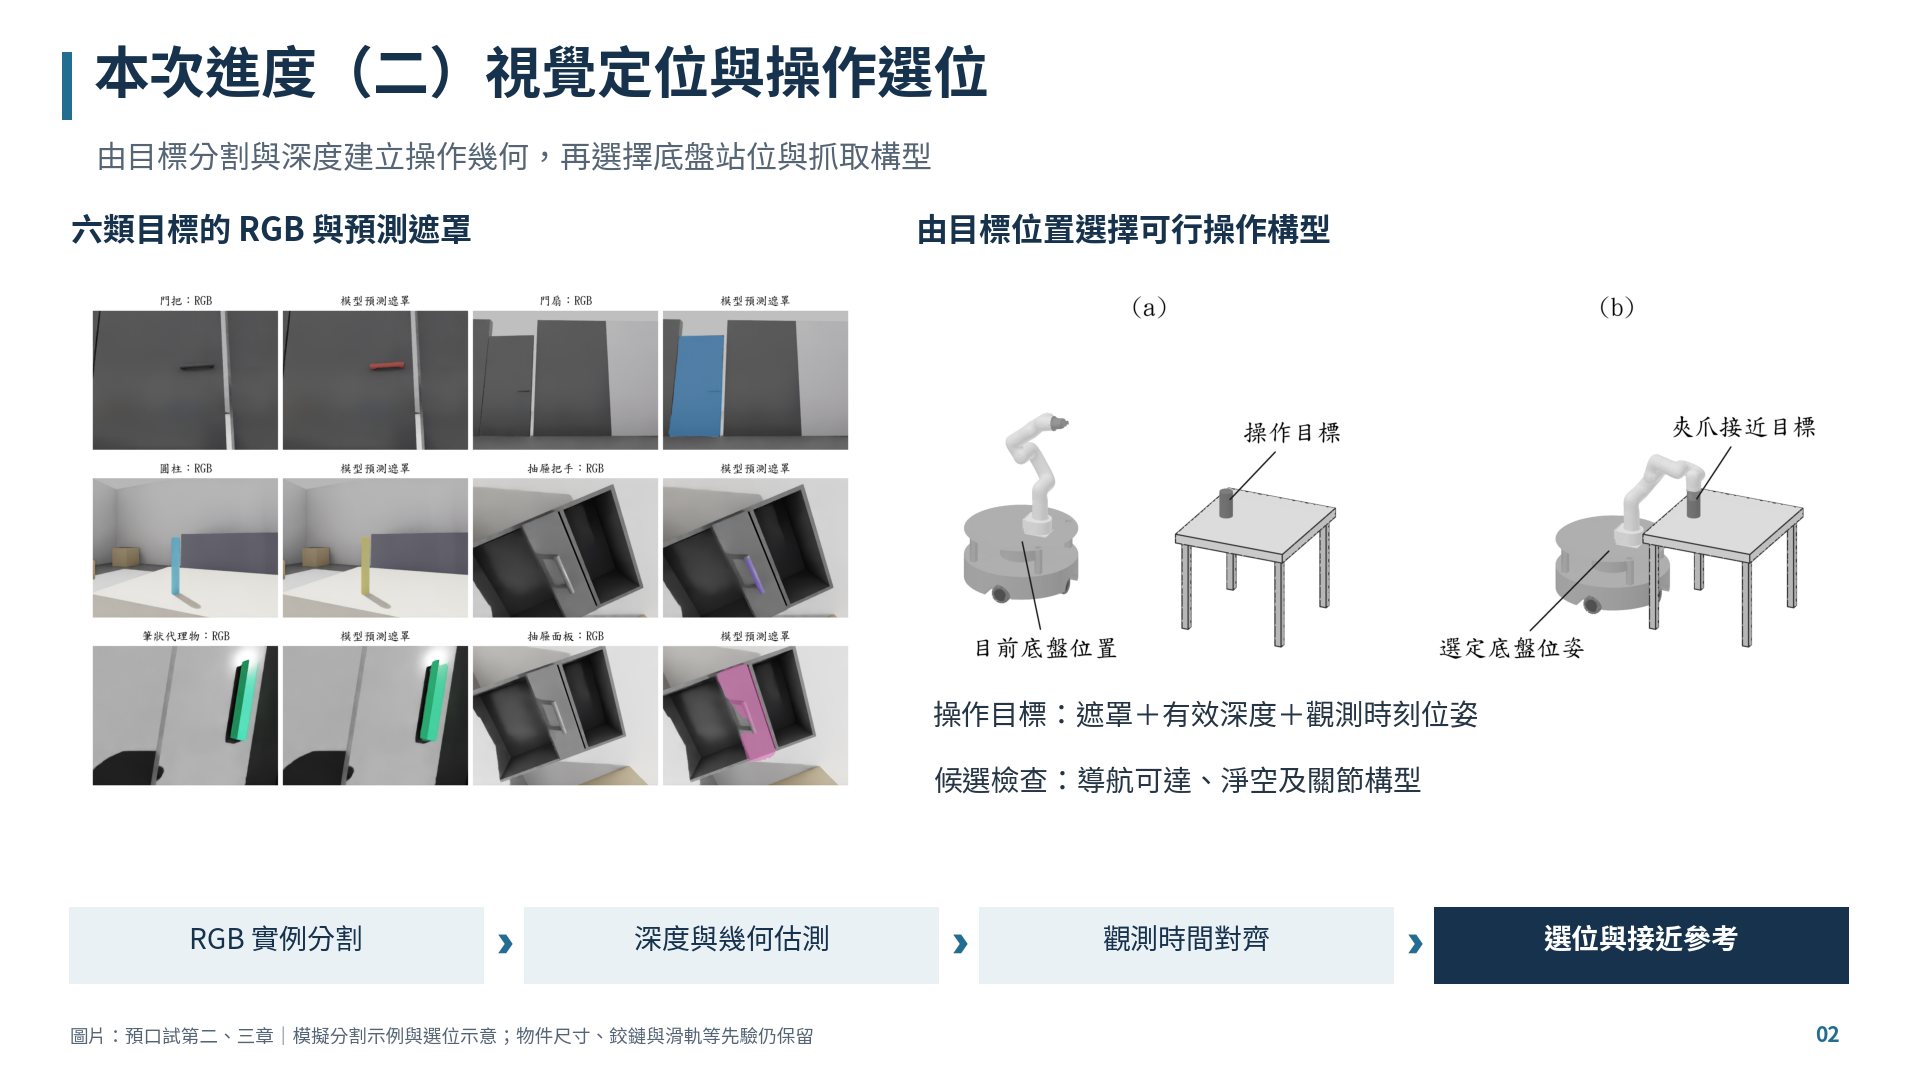 本次進度（二）視覺定位與操作選位
由目標分割與深度建立操作幾何，再選擇底盤站位與抓取構型
六類目標的 RGB 與預測遮罩
門把：RGB
模型預測遮罩
門扇：RGB
模型預測遮罩
圓柱：RGB
模型預測遮罩
抽屜把手：RGB
模型預測遮罩
筆狀代理物：RGB
模型預測遮罩
抽屜面板：RGB
模型預測遮罩
由目標位置選擇可行操作構型
（a）
（b）
操作目標
目前底盤位置
夾爪接近目標
選定底盤位姿
操作目標：遮罩＋有效深度＋觀測時刻位姿
候選檢查：導航可達、淨空及關節構型
RGB 實例分割
›
深度與幾何估測
›
觀測時間對齊
›
選位與接近參考
圖片：預口試第二、三章｜模擬分割示例與選位示意；物件尺寸、鉸鏈與滑軌等先驗仍保留
02